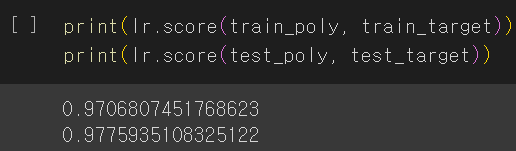 [ ] print(lr.score(train_poly, train_target))
print(lr.score(test_poly, test_target))
0.9706807451768623
0.9775935108325122